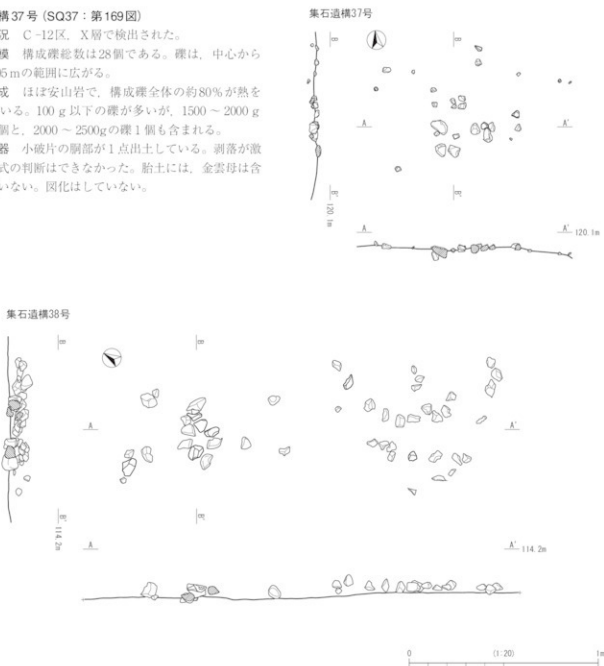 構37号（SQ37：第169図）
況　C-12区，Ⅹ層で検出された。
模　構成礫総数は28個である。礫は，中心から
5mの範囲に広がる。
成　ほぼ安山岩で，構成礫全体の約80％が熱を
いる。100ｇ以下の礫が多いが，1500～2000ｇ
個と，2000～2500gの礫１個も含まれる。
器　小破片の胴部が１点出土している。剥落が激
式の判断はできなかった。胎土には，金雲母は含
いない。図化はしていない。
集石遺構37号
B
B
A
A'
B'
B'
120.1m
A
A'
120.1m
集石遺構38号
B
B
A
A'
B'
B'
114.2m
A
A'
114.2m
0
(1:20)
1m